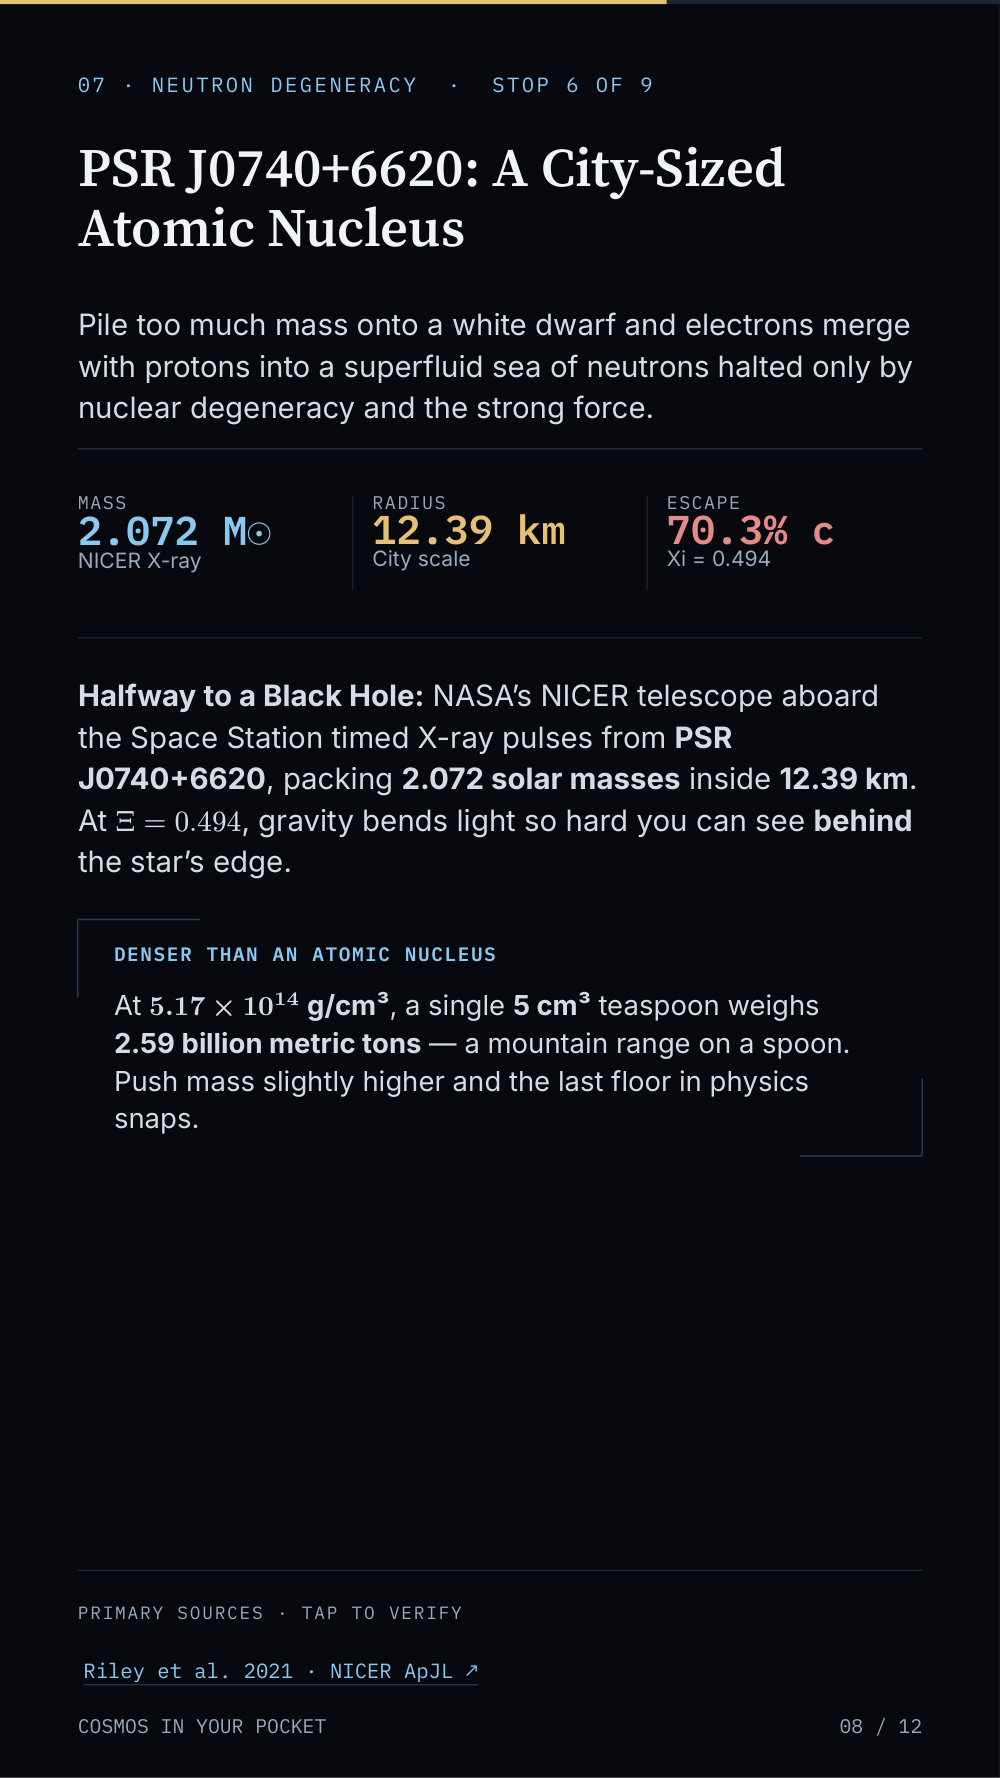 07 · NEUTRON DEGENERACY · STOP 6 OF 9
PSR J0740+6620: A City-Sized
Atomic Nucleus
Pile too much mass onto a white dwarf and electrons merge
with protons into a superfluid sea of neutrons halted only by
nuclear degeneracy and the strong force.
MASS
2.072 M☉
NICER X-ray
RADIUS
12.39 km
City scale
ESCAPE
70.3% c
Xi = 0.494
Halfway to a Black Hole: NASA’s NICER telescope aboard
the Space Station timed X-ray pulses from PSR
J0740+6620, packing 2.072 solar masses inside 12.39 km.
At Ξ = 0.494, gravity bends light so hard you can see behind
the star’s edge.
DENSER THAN AN ATOMIC NUCLEUS
At 5.17 × 10¹⁴ g/cm³, a single 5 cm³ teaspoon weighs
2.59 billion metric tons — a mountain range on a spoon.
Push mass slightly higher and the last floor in physics
snaps.
PRIMARY SOURCES · TAP TO VERIFY
Riley et al. 2021 · NICER ApJL ↗
COSMOS IN YOUR POCKET
08 / 12